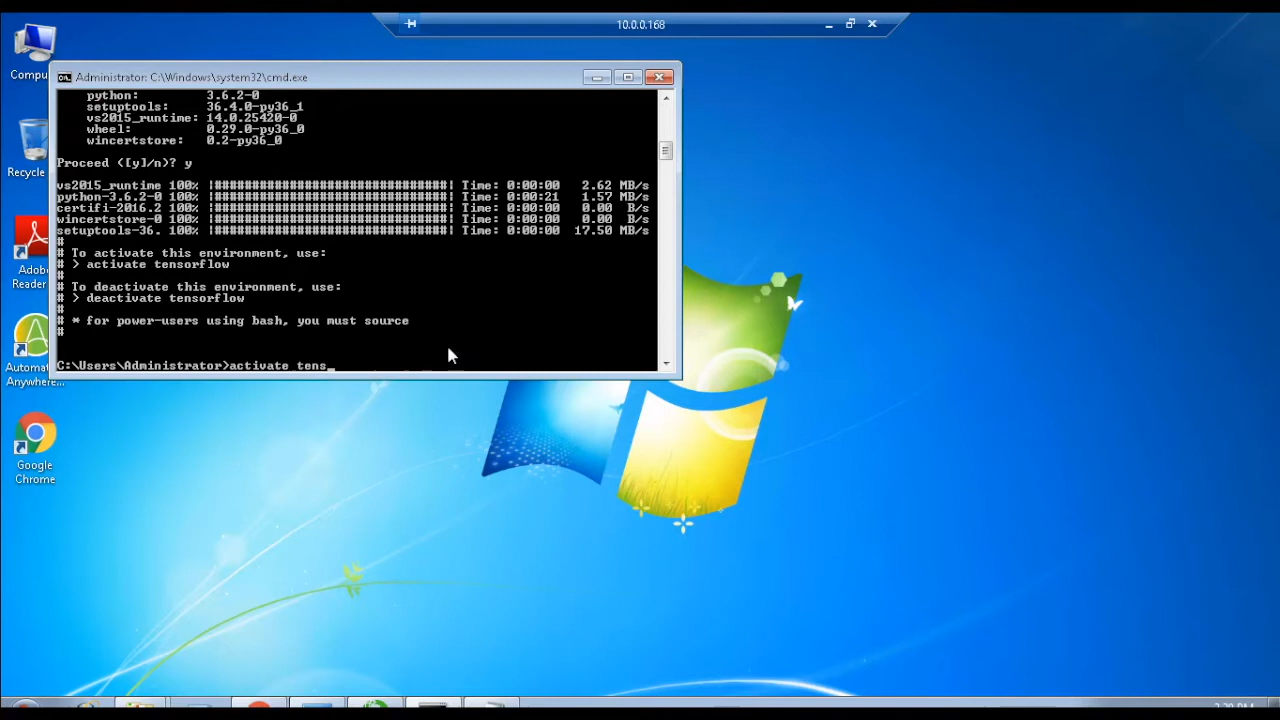 10.0.0.168
Compu
Recycle
Adobe
Reader
Automat
Anywhere...
Google
Chrome
Administrator: C:\Windows\system32\cmd.exe
python: 3.6.2-0
setuptools: 36.4.0-py36_1
vs2015_runtime: 14.0.25420-0
wheel: 0.29.0-py36_0
wincertstore: 0.2-py36_0
Proceed ([y]/n)? y
vs2015_runtime 100% |###############################| Time: 0:00:00 2.62 MB/s
python-3.6.2-0 100% |###############################| Time: 0:00:21 1.57 MB/s
certifi-2016.2 100% |###############################| Time: 0:00:00 0.00 B/s
wincertstore-0 100% |###############################| Time: 0:00:00 0.00 B/s
setuptools-36. 100% |###############################| Time: 0:00:00 17.50 MB/s
#
# To activate this environment, use:
# > activate tensorflow
#
# To deactivate this environment, use:
# > deactivate tensorflow
#
# * for power-users using bash, you must source
#
C:\Users\Administrator>activate tens_